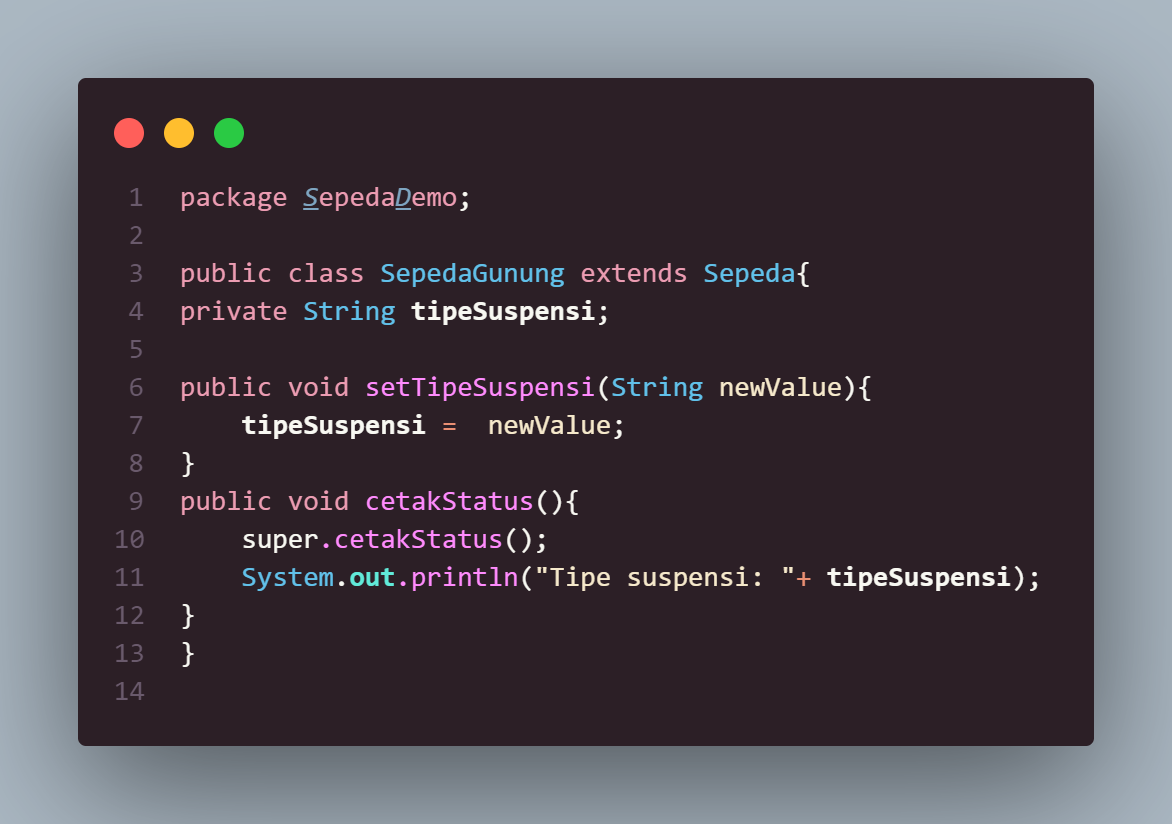 1 package SepedaDemo;
2
3 public class SepedaGunung extends Sepeda{
4 private String tipeSuspensi;
5
6 public void setTipeSuspensi(String newValue){
7     tipeSuspensi =  newValue;
8 }
9 public void cetakStatus(){
10     super.cetakStatus();
11     System.out.println("Tipe suspensi: "+ tipeSuspensi);
12 }
13 }
14